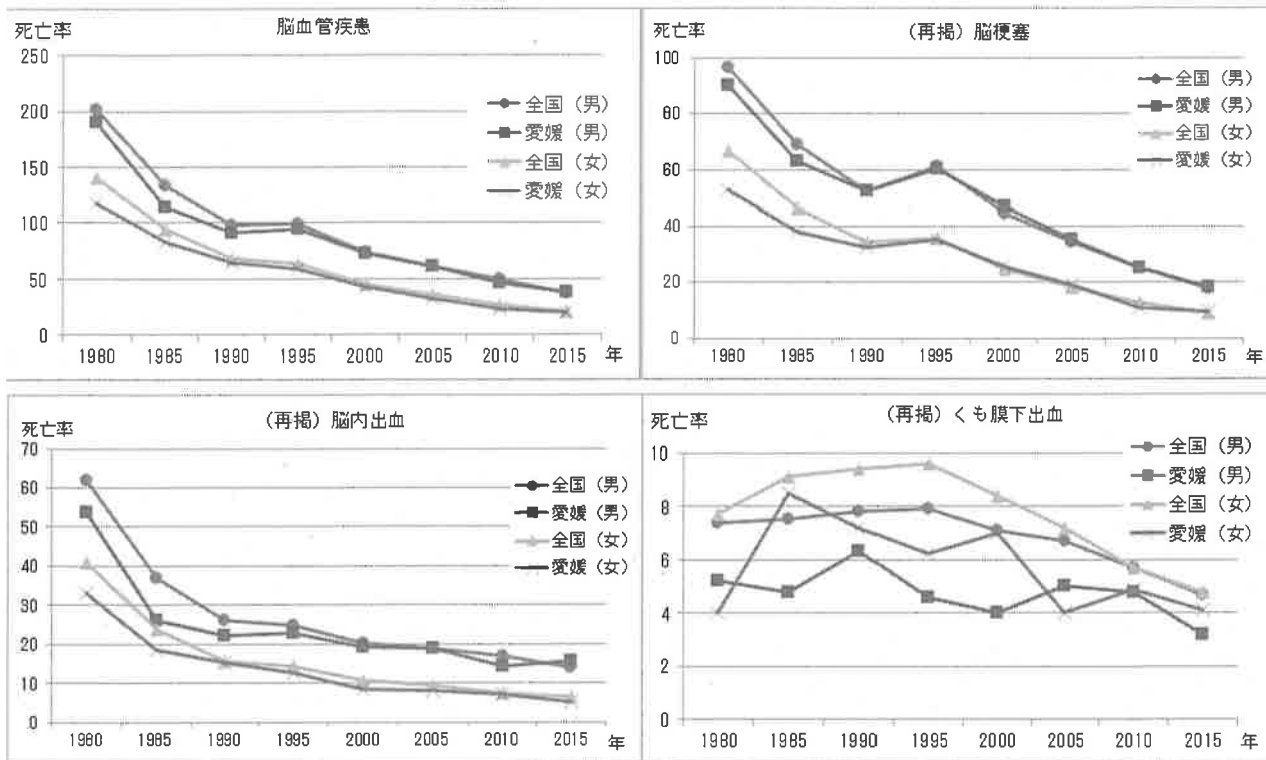 脳血管疾患
死亡率
250
200
150
100
50
0
全国（男）
愛媛（男）
全国（女）
愛媛（女）
1980 1985 1990 1995 2000 2005 2010 2015 年
（再掲）脳梗塞
死亡率
100
80
60
40
20
0
全国（男）
愛媛（男）
全国（女）
愛媛（女）
1980 1985 1990 1995 2000 2005 2010 2015 年
（再掲）脳内出血
死亡率
70
60
50
40
30
20
10
0
全国（男）
愛媛（男）
全国（女）
愛媛（女）
1980 1985 1990 1995 2000 2005 2010 2015 年
（再掲）くも膜下出血
死亡率
10
8
6
4
2
0
全国（男）
愛媛（男）
全国（女）
愛媛（女）
1980 1985 1990 1995 2000 2005 2010 2015 年